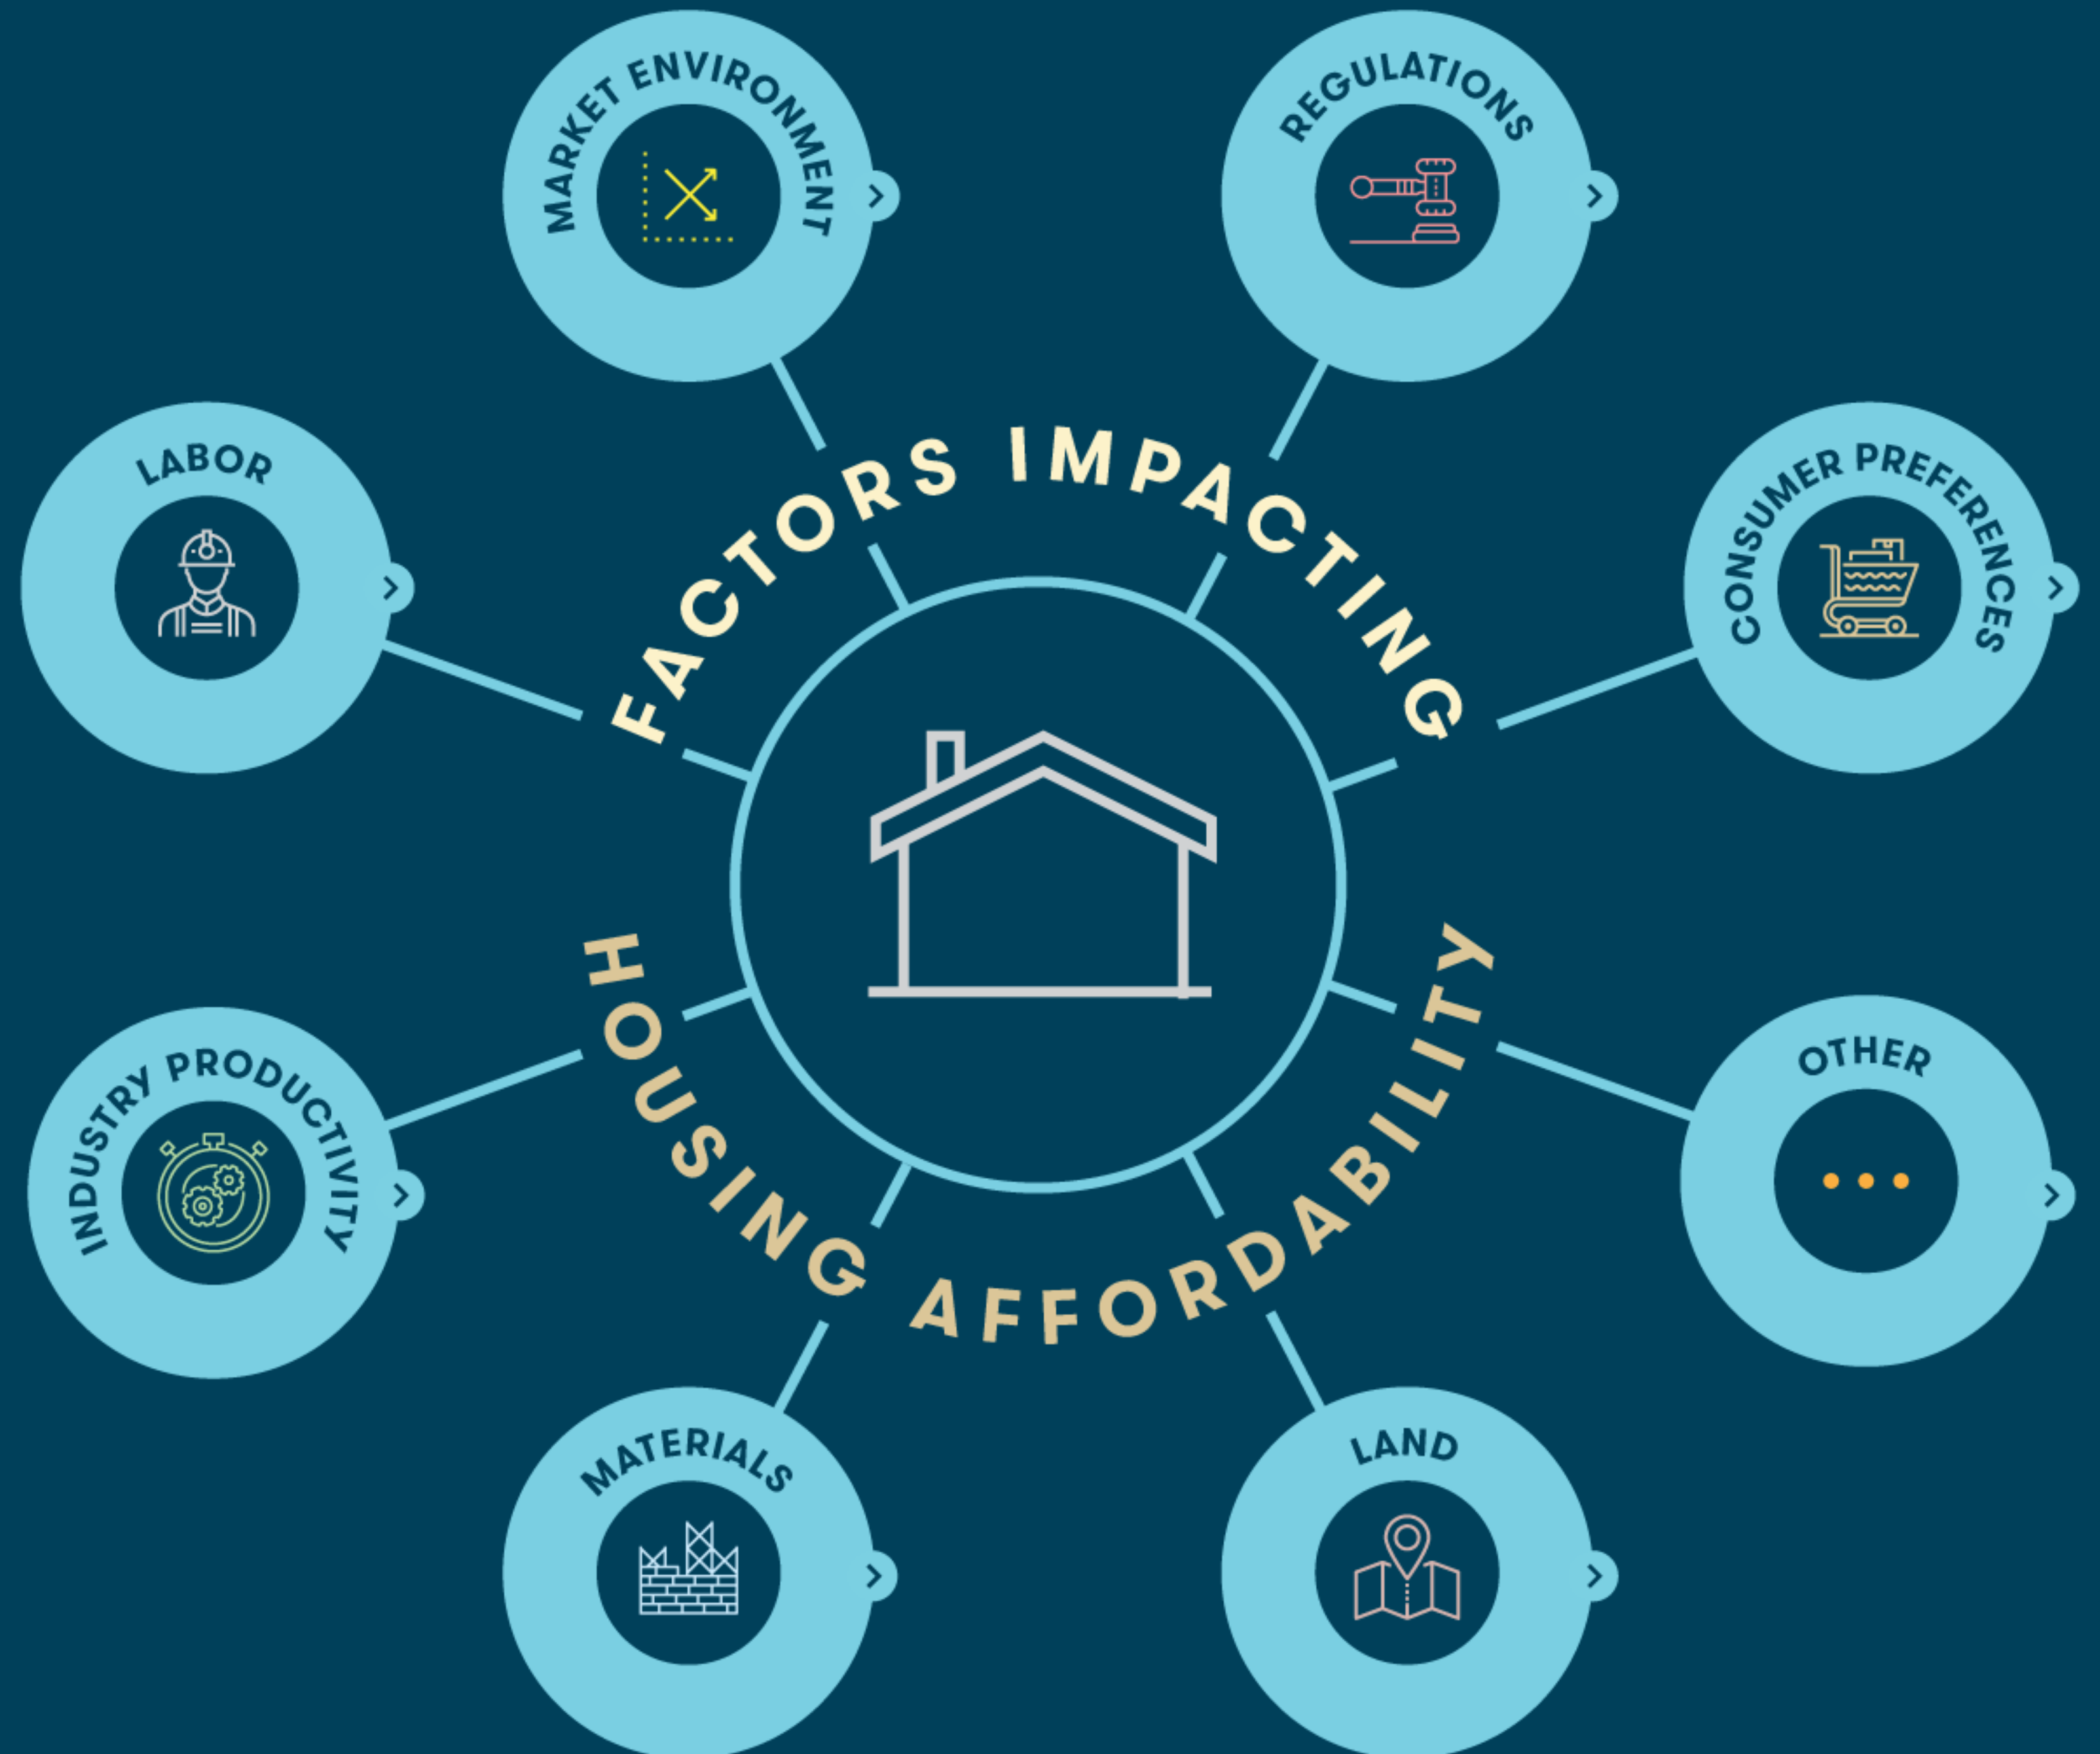 MARKET ENVIRONMENT
REGULATIONS
LABOR
CONSUMER PREFERENCES
FACTORS IMPACTING
HOUSING AFFORDABILITY
INDUSTRY PRODUCTIVITY
OTHER
MATERIALS
LAND